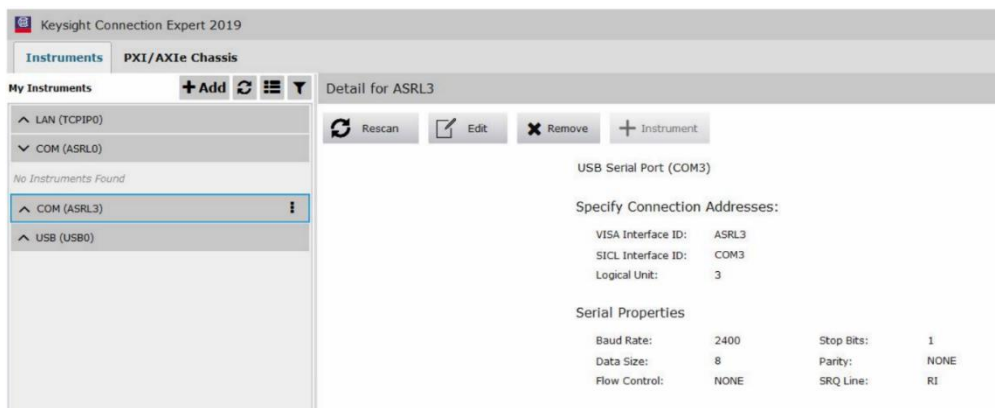 Keysight Connection Expert 2019
Instruments PXI/AXIe Chassis
My Instruments
+ Add
Detail for ASRL3
LAN (TCPIP0)
COM (ASRL0)
No Instruments Found
COM (ASRL3)
USB (USB0)
Rescan Edit Remove Instrument
USB Serial Port (COM3)
Specify Connection Addresses:
VISA Interface ID: ASRL3
SICL Interface ID: COM3
Logical Unit: 3
Serial Properties
Baud Rate: 2400 Stop Bits: 1
Data Size: 8 Parity: NONE
Flow Control: NONE SRQ Line: RI